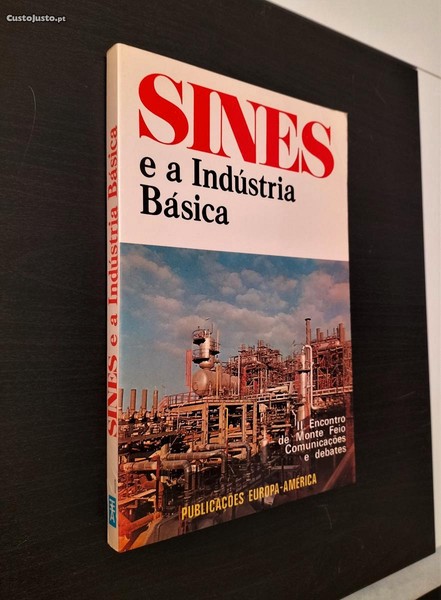 CustoJusto.pt
SINES
e a Indústria
Básica
II Encontro
de Monte Feio
Comunicações
e debates
PUBLICAÇÕES EUROPA-AMÉRICA
SINES e a Indústria Básica